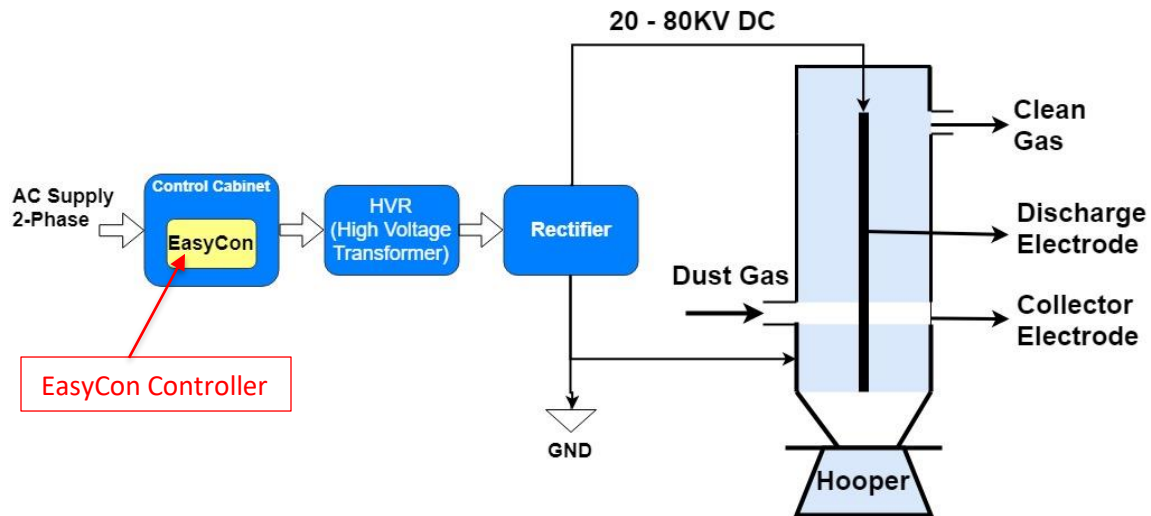 20 - 80KV DC
Clean
Gas
AC Supply
2-Phase
Control Cabinet
EasyCon
HVR
(High Voltage
Transformer)
Rectifier
Discharge
Electrode
Dust Gas
Collector
Electrode
EasyCon Controller
GND
Hooper